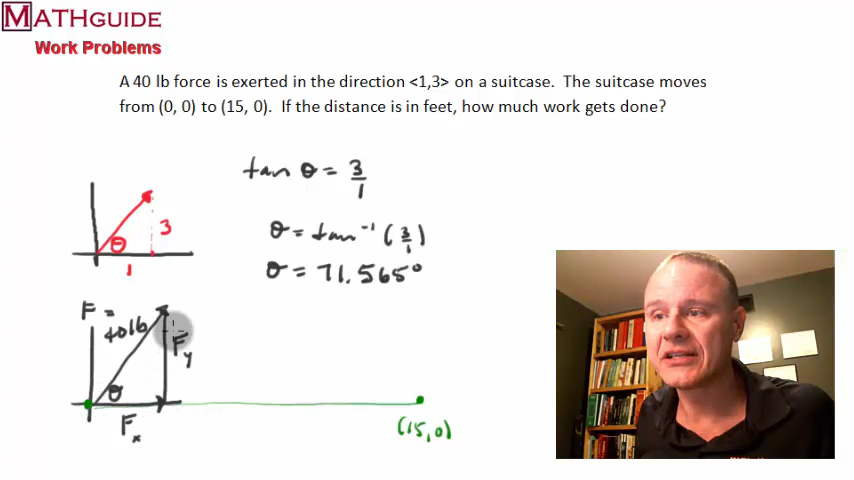 MATHGUIDE
Work Problems
A 40 lb force is exerted in the direction <1,3> on a suitcase. The suitcase moves
from (0, 0) to (15, 0). If the distance is in feet, how much work gets done?
tan θ = 3/1
θ = tan⁻¹ (3/1)
θ = 71.565°
θ
3
1
F =
40 lb
Fy
θ
Fx
(15,0)